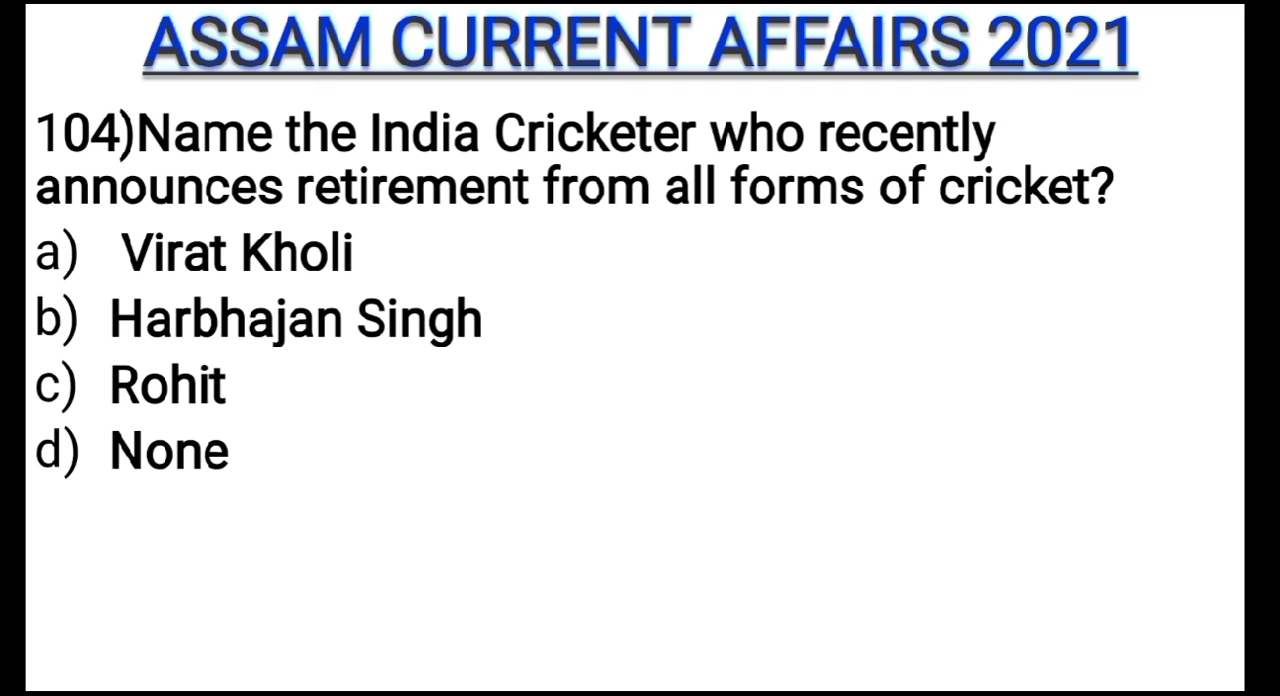 ASSAM CURRENT AFFAIRS 2021
104)Name the India Cricketer who recently
announces retirement from all forms of cricket?
a) Virat Kholi
b) Harbhajan Singh
c) Rohit
d) None